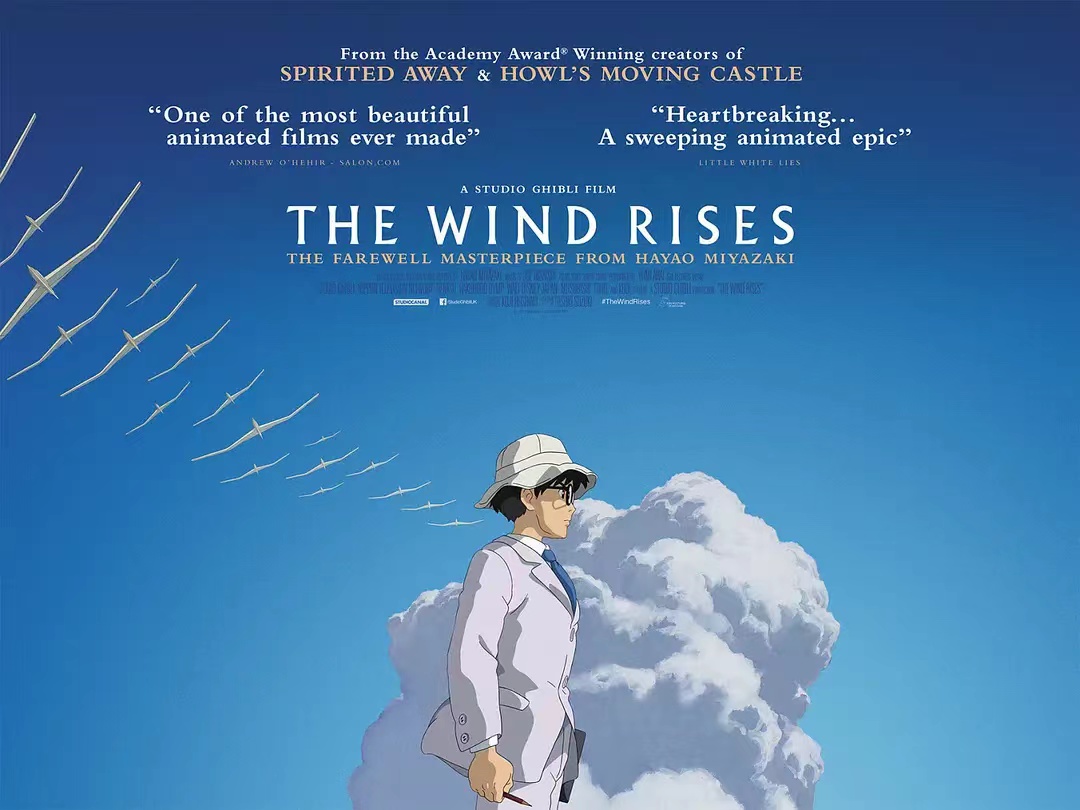 From the Academy Award® Winning creators of
SPIRITED AWAY & HOWL'S MOVING CASTLE
“One of the most beautiful
animated films ever made”
ANDREW O'HEHIR - SALON.COM
“Heartbreaking...
A sweeping animated epic”
LITTLE WHITE LIES
A STUDIO GHIBLI FILM
THE WIND RISES
THE FAREWELL MASTERPIECE FROM HAYAO MIYAZAKI
STUDIOCANAL
StudioGhibliUK
#TheWindRises